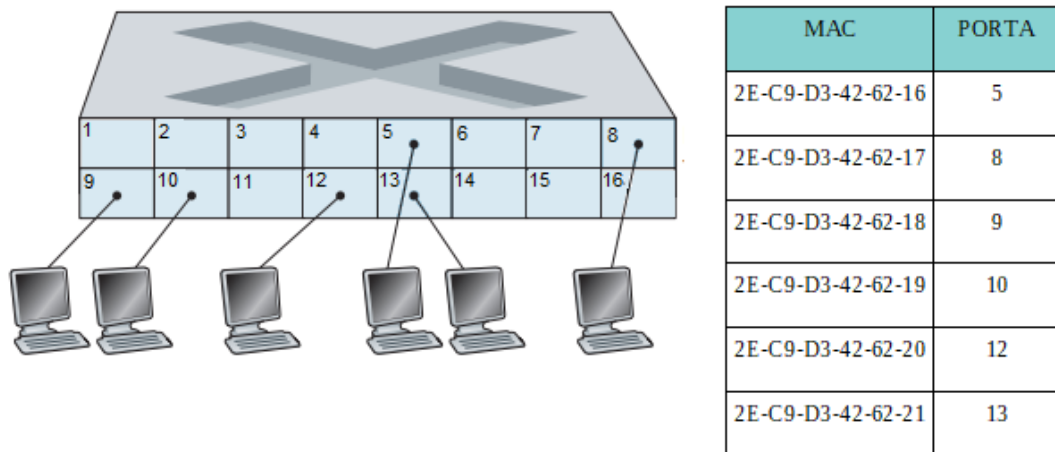 1 2 3 4 5 6 7 8
9 10 11 12 13 14 15 16
MAC PORTA
2E-C9-D3-42-62-16 5
2E-C9-D3-42-62-17 8
2E-C9-D3-42-62-18 9
2E-C9-D3-42-62-19 10
2E-C9-D3-42-62-20 12
2E-C9-D3-42-62-21 13